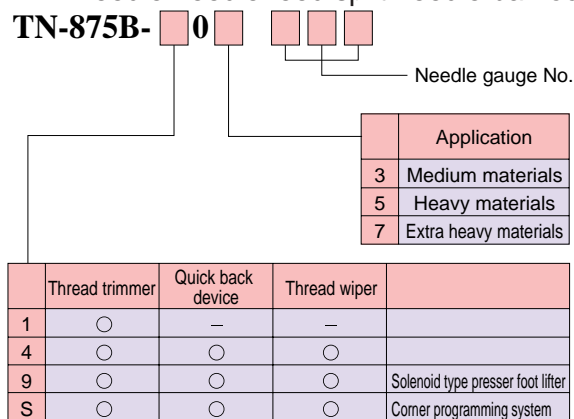 TN-875B- 0
Needle gauge No.
Application
3 Medium materials
5 Heavy materials
7 Extra heavy materials
Thread trimmer Quick back device Thread wiper
1 ○ – –
4 ○ ○ ○
9 ○ ○ ○ Solenoid type presser foot lifter
S ○ ○ ○ Corner programming system